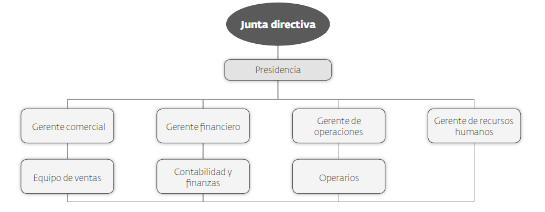 Junta directiva
Presidencia
Gerente comercial
Gerente financiero
Gerente de
operaciones
Gerente de recursos
humanos
Equipo de ventas
Contabilidad y
finanzas
Operarios